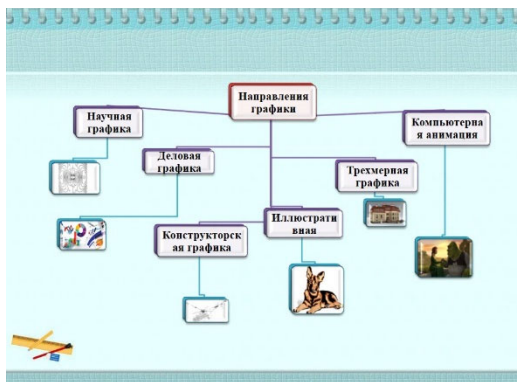 Направления
графики
Научная
графика
Компьютерна
я анимация
Деловая
графика
Трехмерная
графика
Иллюстрати
вная
Конструкторск
ая графика